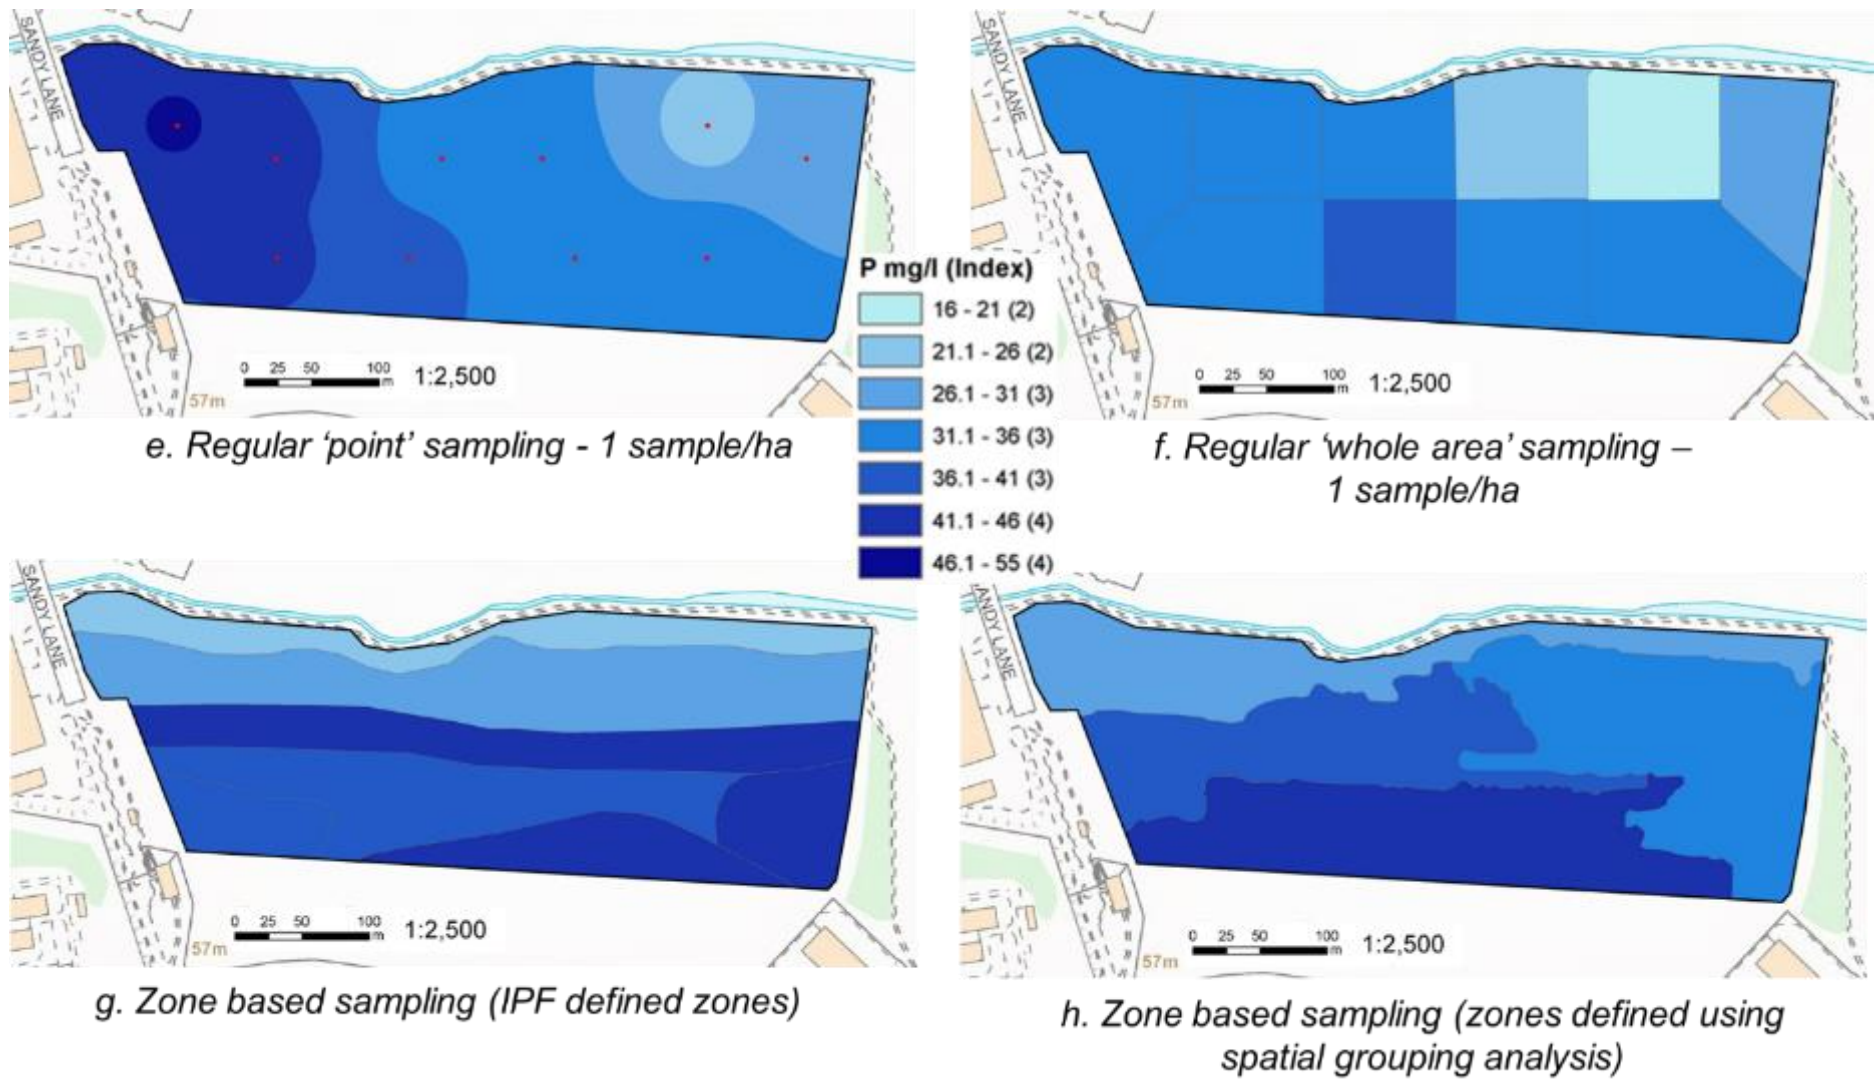 SANDY LANE
0 25 50 100
m
1:2,500
57m
e. Regular ‘point’ sampling - 1 sample/ha
SANDY LANE
0 25 50 100
m
1:2,500
57m
f. Regular ‘whole area’ sampling –
1 sample/ha
P mg/l (Index)
16 - 21 (2)
21.1 - 26 (2)
26.1 - 31 (3)
31.1 - 36 (3)
36.1 - 41 (3)
41.1 - 46 (4)
46.1 - 55 (4)
SANDY LANE
0 25 50 100
m
1:2,500
57m
g. Zone based sampling (IPF defined zones)
ANDY LANE
0 25 50 100
m
1:2,500
57m
h. Zone based sampling (zones defined using
spatial grouping analysis)